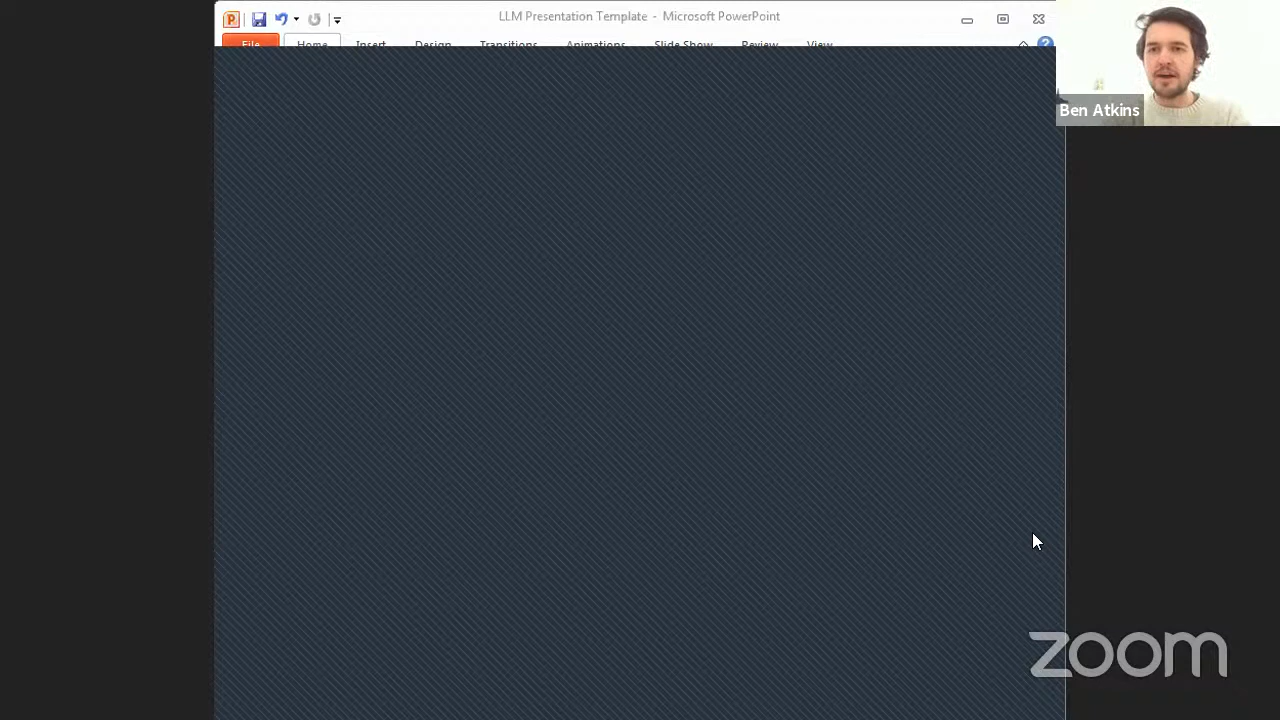 LLM Presentation Template - Microsoft PowerPoint
File Home Insert Design Transitions Animations Slide Show Review View
Ben Atkins
zoom